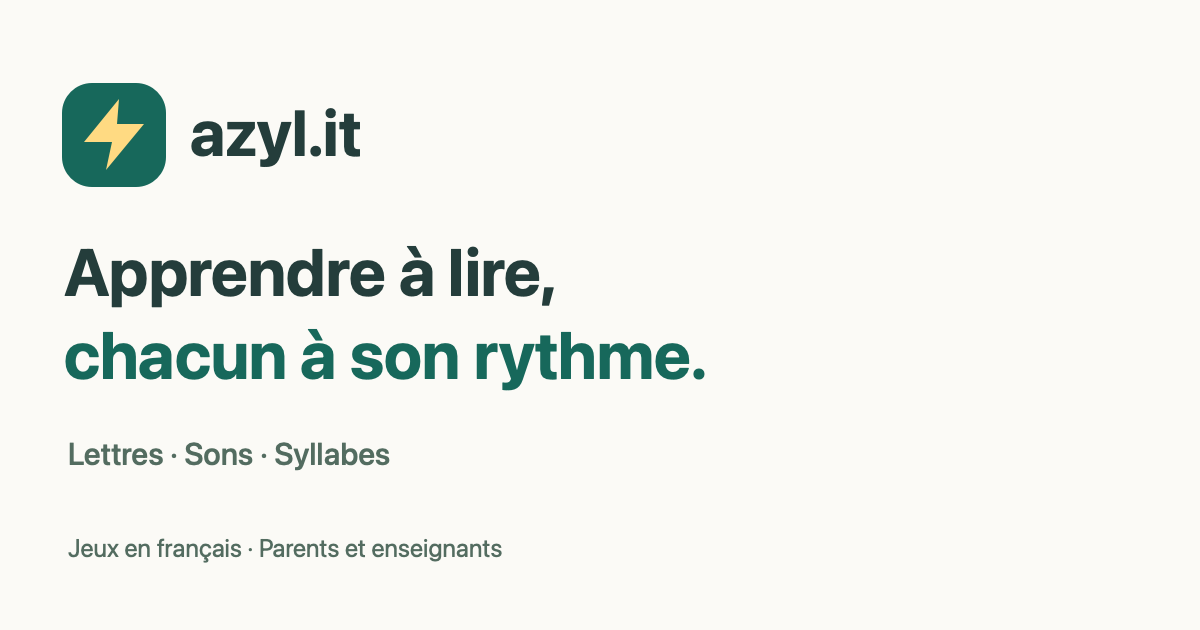 azyl.it
Apprendre à lire,
chacun à son rythme.
Lettres · Sons · Syllabes
Jeux en français · Parents et enseignants